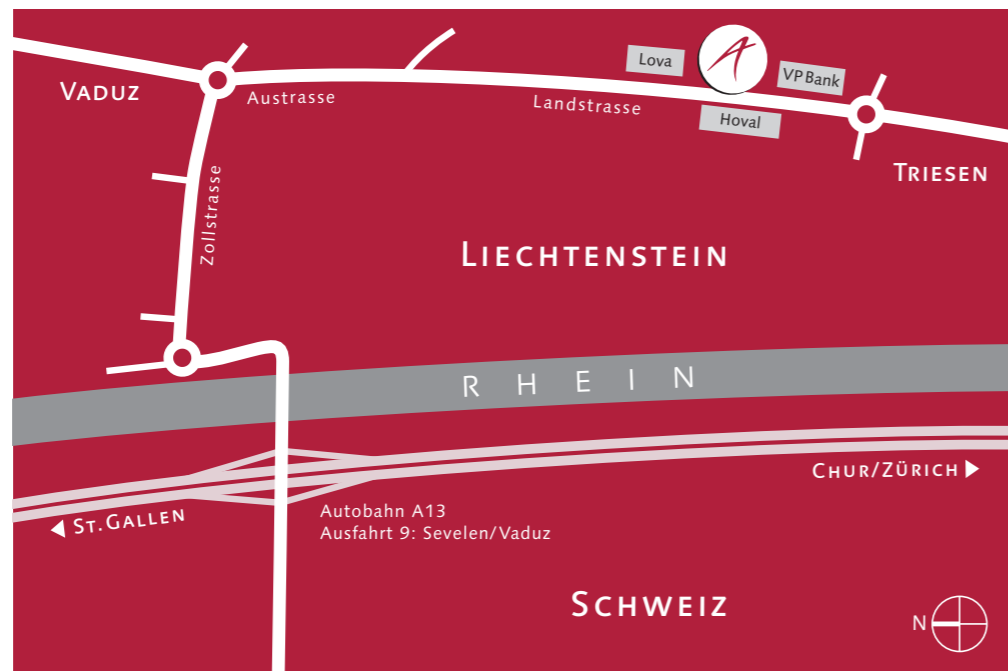 Lova
VP Bank
VADUZ
Austrasse
Landstrasse
Hoval
TRIESEN
Zollstrasse
LIECHTENSTEIN
RHEIN
CHUR/ZÜRICH
ST. GALLEN
Autobahn A13
Ausfahrt 9: Sevelen/Vaduz
SCHWEIZ
N